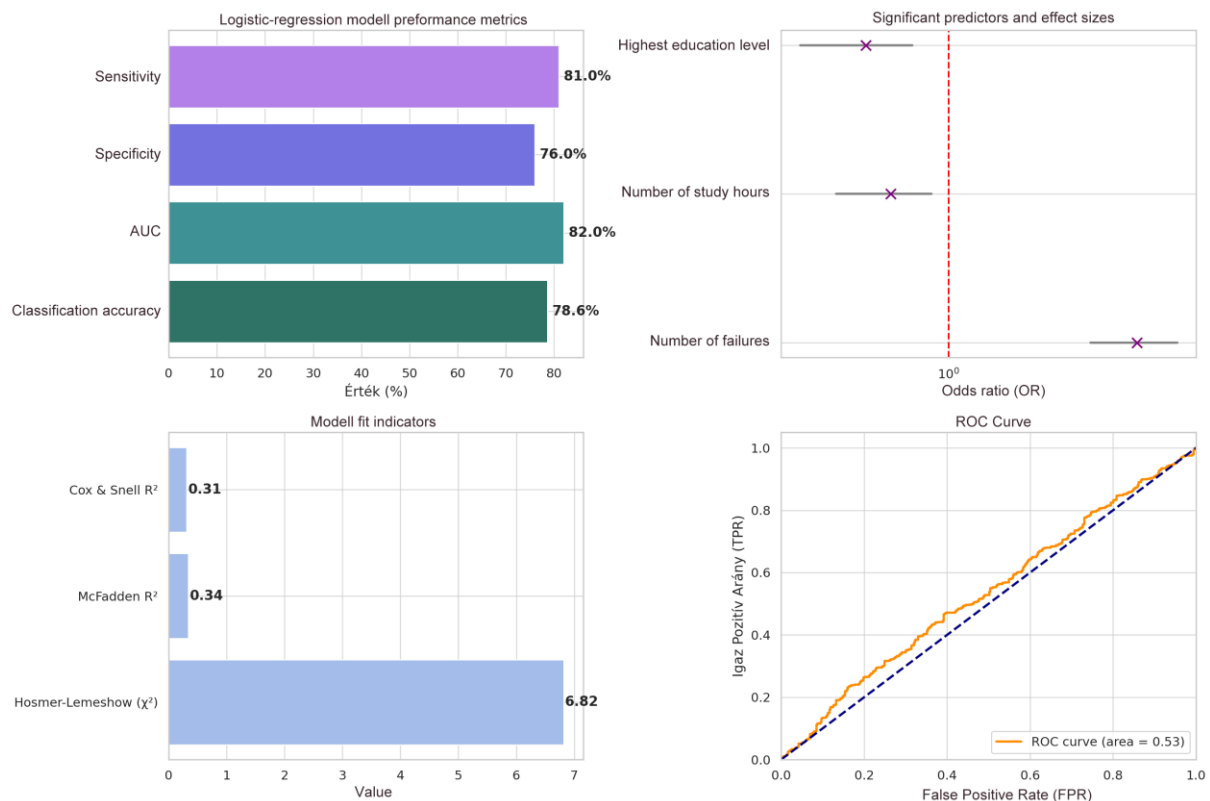 Logistic-regression modell preformance metrics
Sensitivity
81.0%
Specificity
76.0%
AUC
82.0%
Classification accuracy
78.6%
0 10 20 30 40 50 60 70 80
Érték (%)
Significant predictors and effect sizes
Highest education level
Number of study hours
Number of failures
10⁰
Odds ratio (OR)
Modell fit indicators
Cox & Snell R²
0.31
McFadden R²
0.34
Hosmer-Lemeshow (χ²)
6.82
0 1 2 3 4 5 6 7
Value
ROC Curve
Igaz Pozitív Arány (TPR)
1.0
0.8
0.6
0.4
0.2
0.0
ROC curve (area = 0.53)
0.0 0.2 0.4 0.6 0.8 1.0
False Positive Rate (FPR)